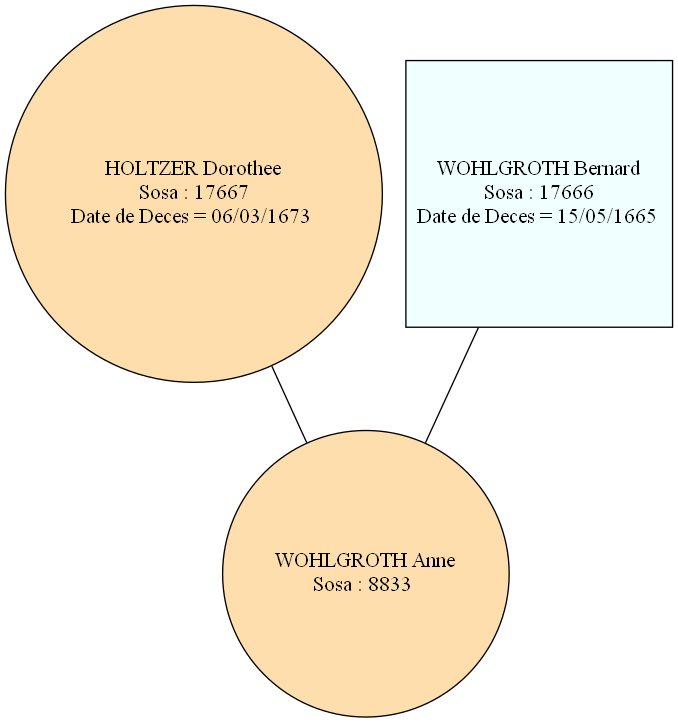 HOLTZER Dorothee
Sosa : 17667
Date de Deces = 06/03/1673
WOHLGROTH Bernard
Sosa : 17666
Date de Deces = 15/05/1665
WOHLGROTH Anne
Sosa : 8833